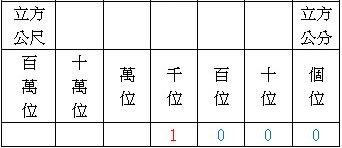 立方公尺 立方公分
百萬位 十萬位 萬位 千位 百位 十位 個位
1 0 0 0